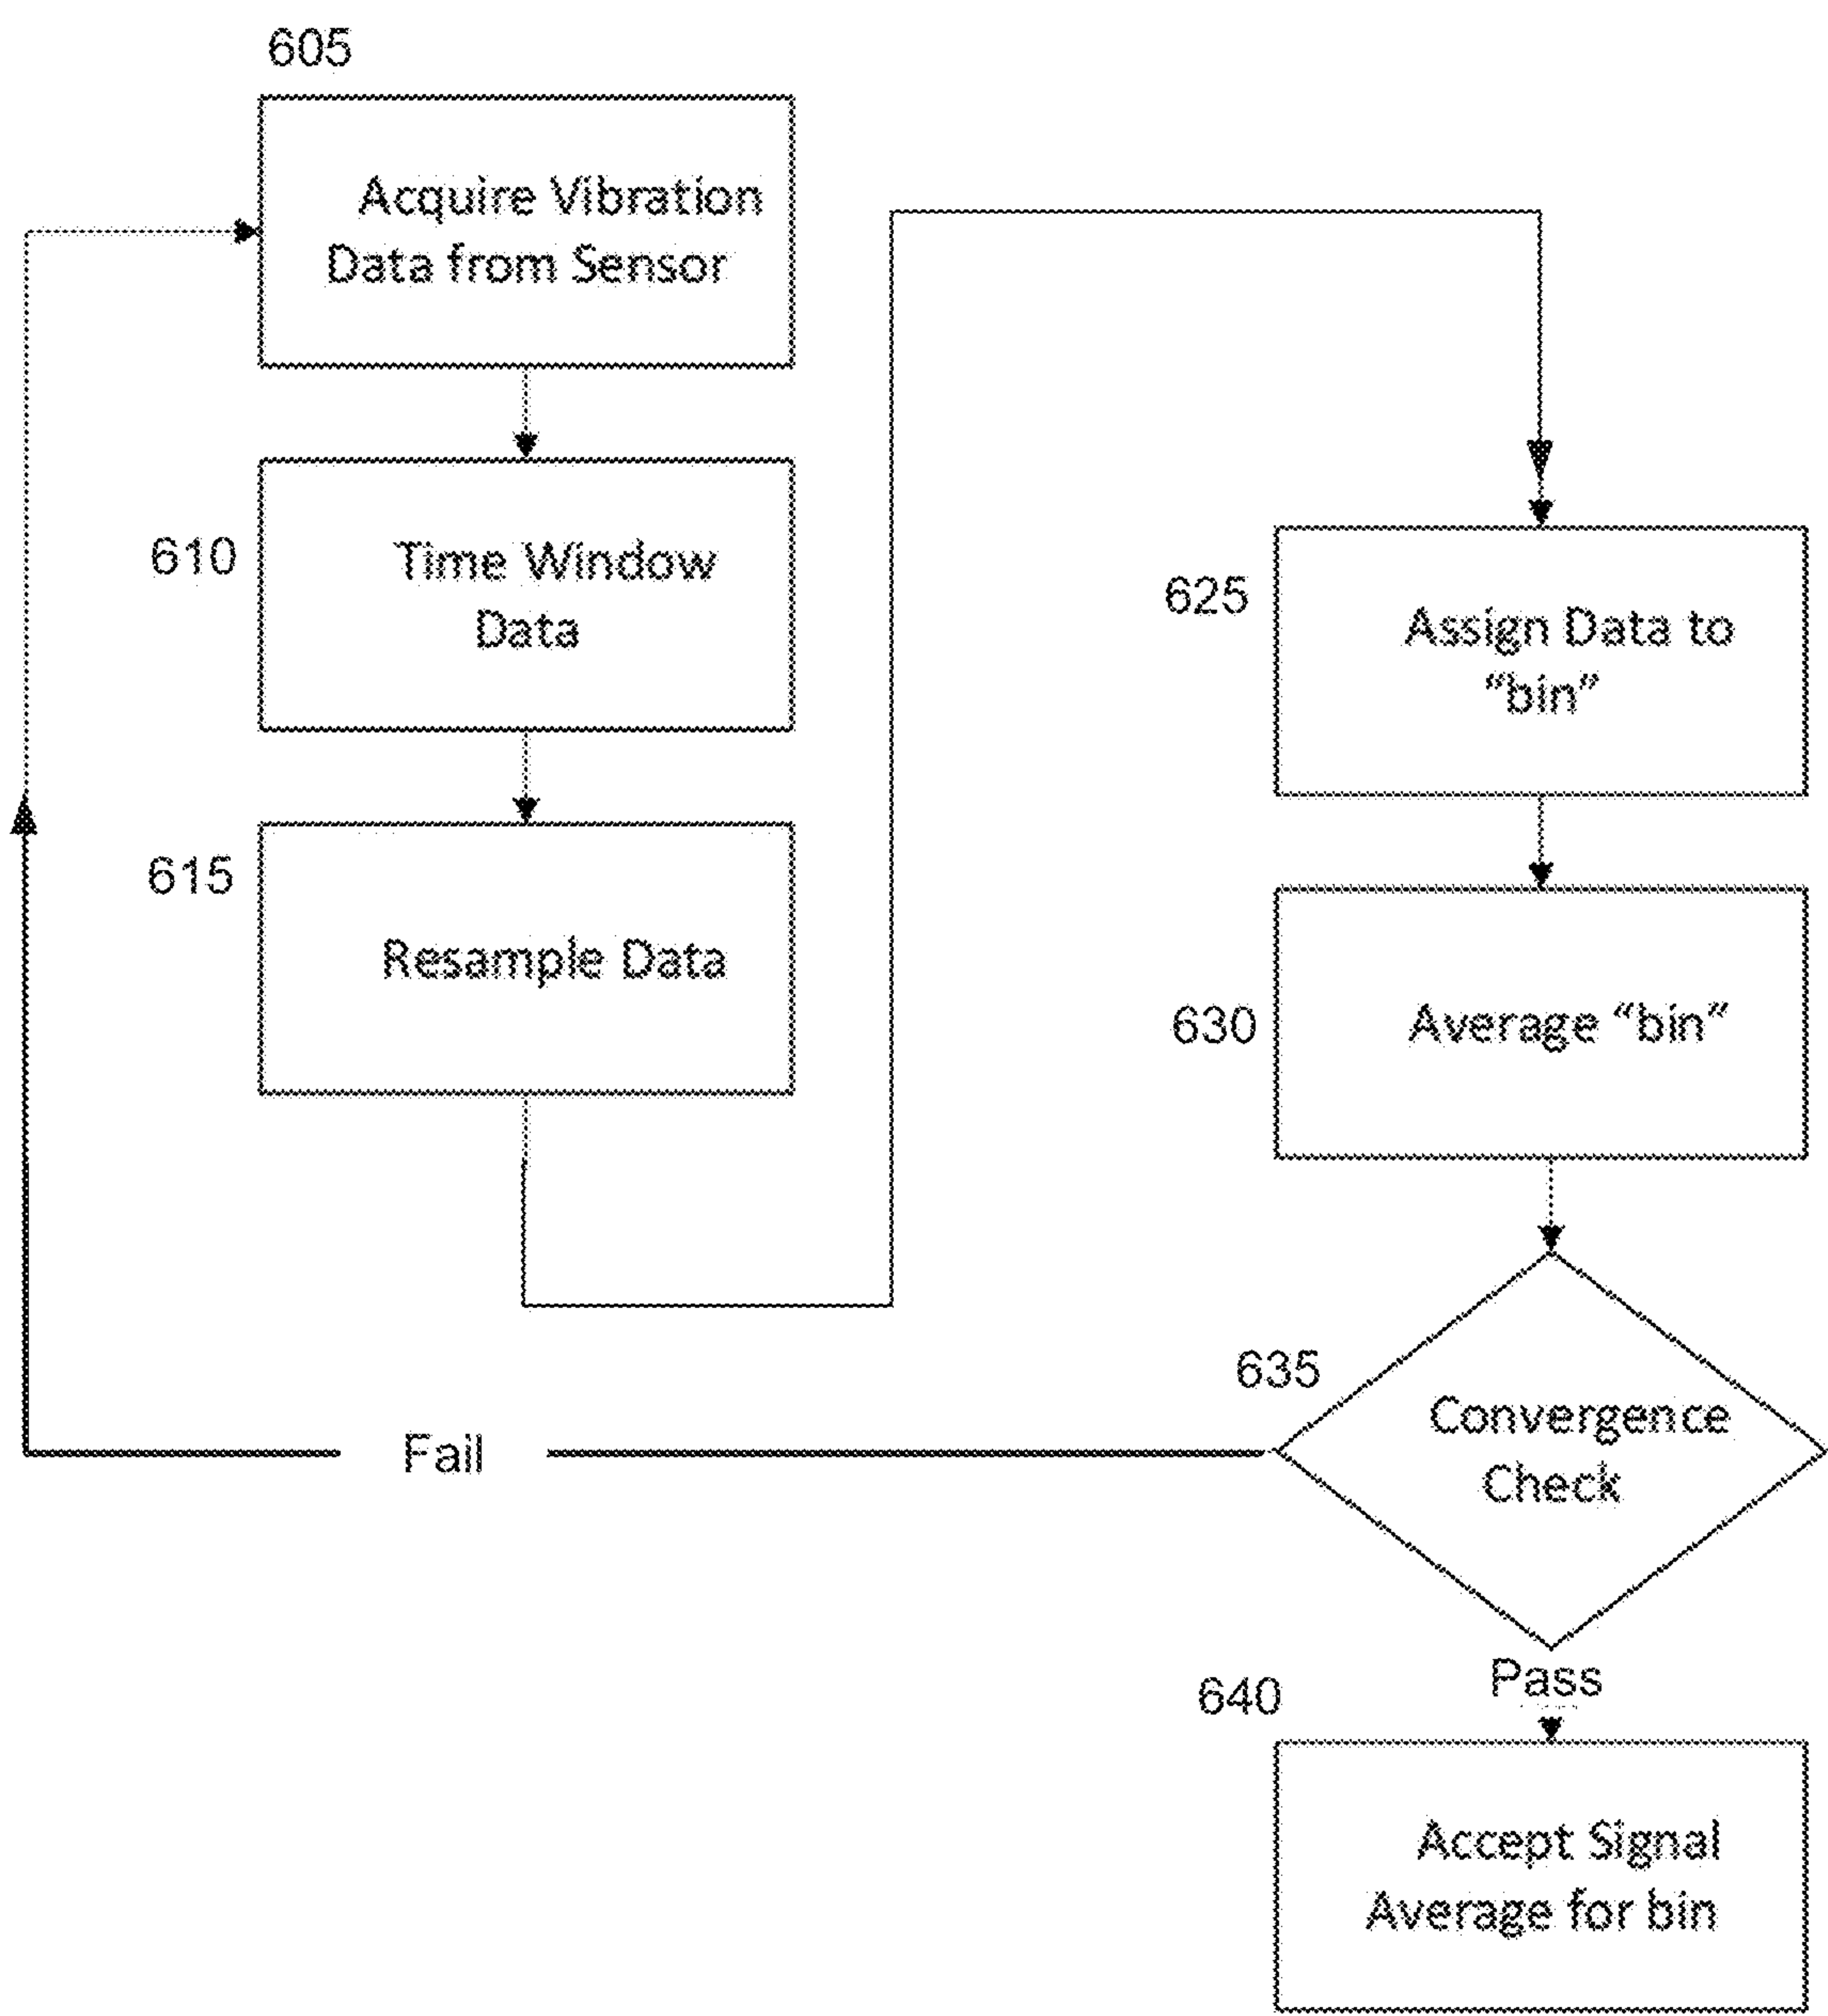 605
Acquire Vibration
Data from Sensor
610
Time Window
Data
615
Resample Data
625
Assign Data to
“bin”
630
Average “bin”
635
Convergence
Check
Fail
Pass
640
Accept Signal
Average for bin